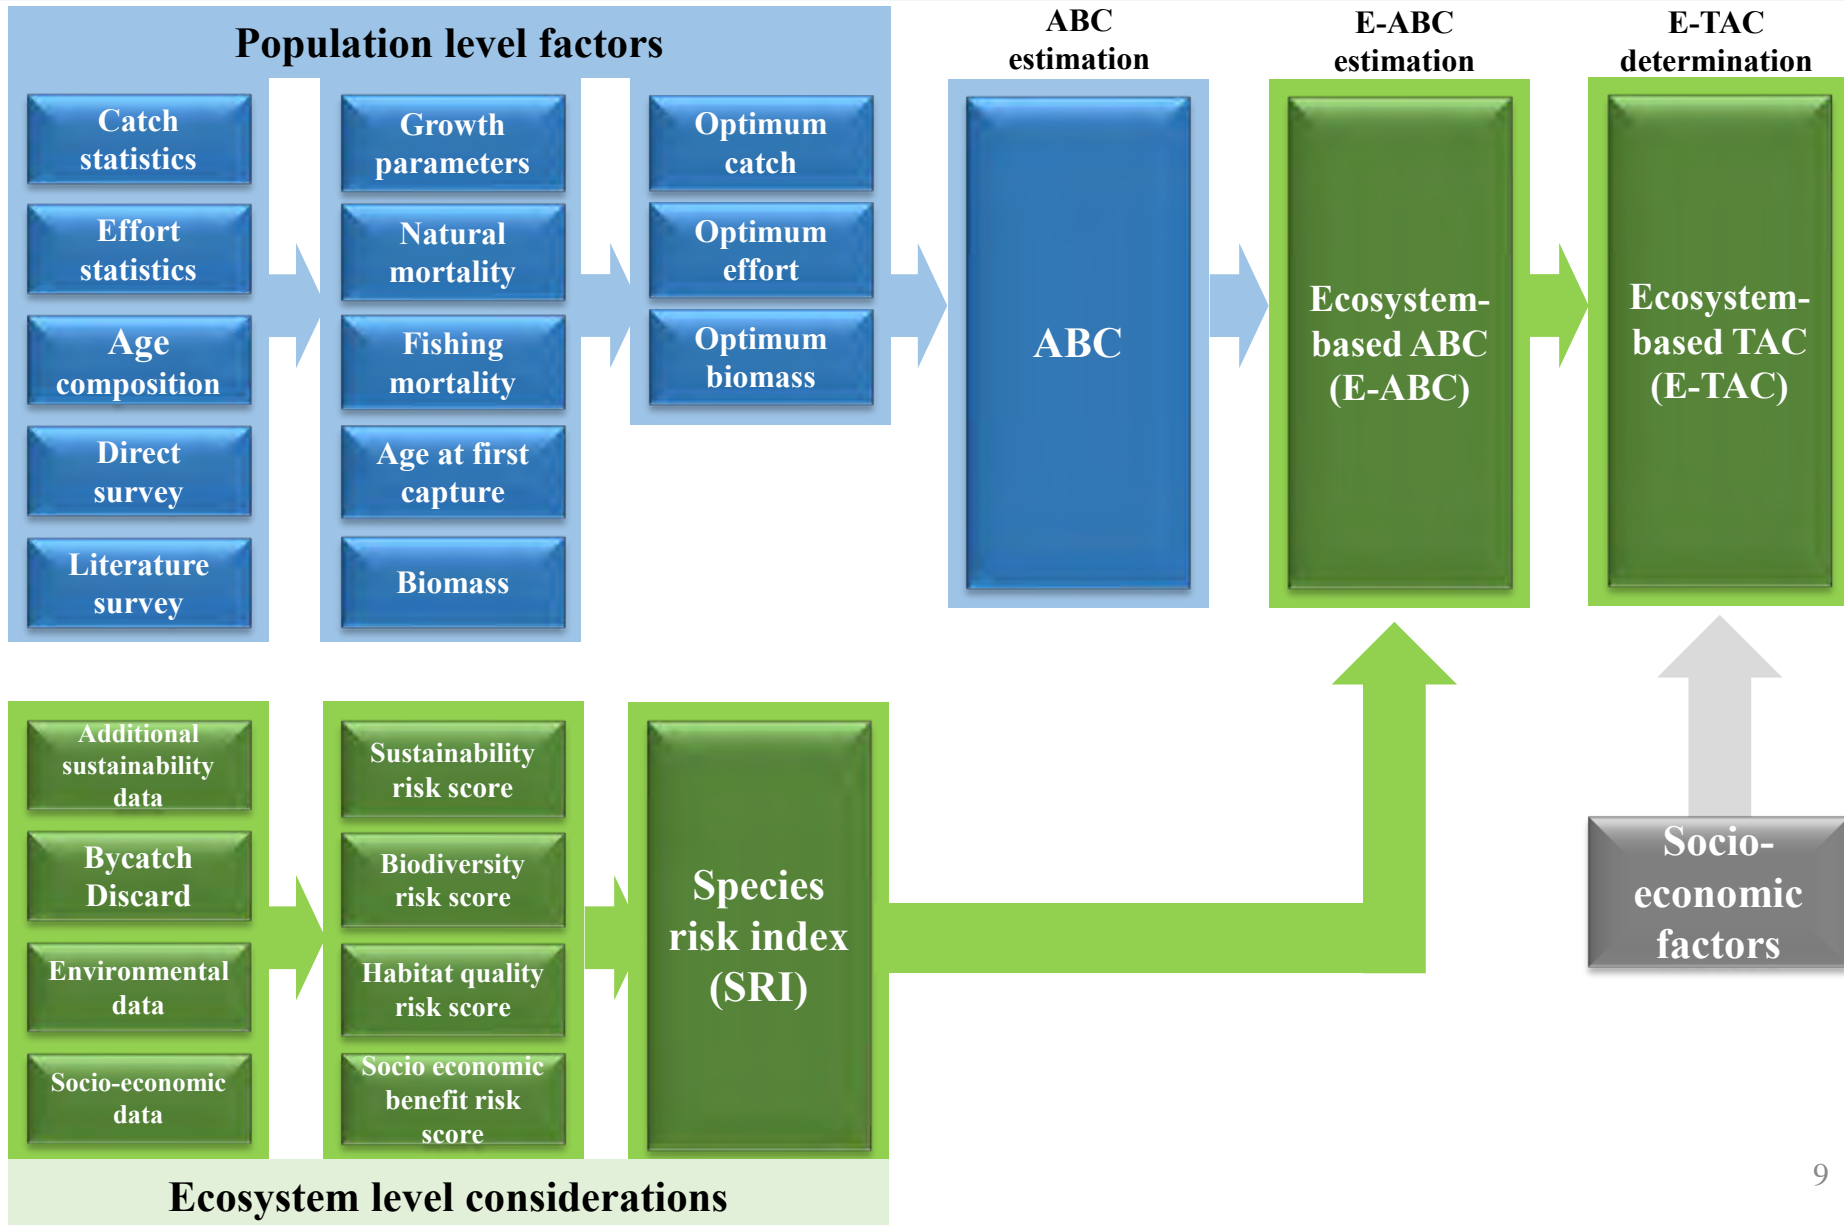 Population level factors
Catch
statistics
Effort
statistics
Age
composition
Direct
survey
Literature
survey
Growth
parameters
Natural
mortality
Fishing
mortality
Age at first
capture
Biomass
Optimum
catch
Optimum
effort
Optimum
biomass
ABC
estimation
ABC
E-ABC
estimation
Ecosystem-
based ABC
(E-ABC)
E-TAC
determination
Ecosystem-
based TAC
(E-TAC)
Additional
sustainability
data
Bycatch
Discard
Environmental
data
Socio-economic
data
Sustainability
risk score
Biodiversity
risk score
Habitat quality
risk score
Socio economic
benefit risk
score
Species
risk index
(SRI)
Socio-
economic
factors
Ecosystem level considerations
9